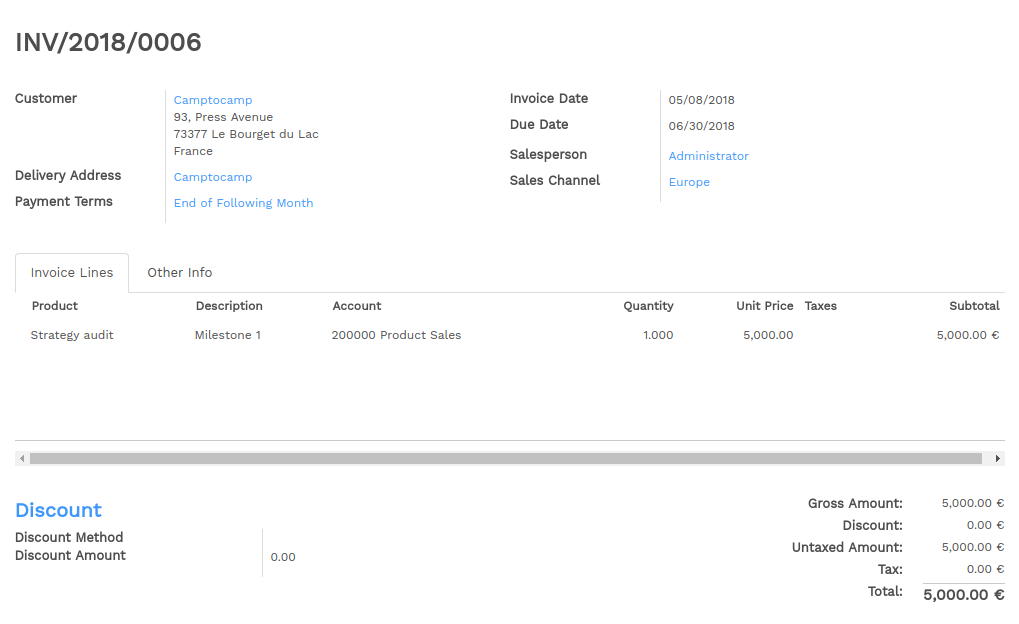 INV/2018/0006
Customer
Camptocamp
93, Press Avenue
73377 Le Bourget du Lac
France
Delivery Address
Camptocamp
Payment Terms
End of Following Month
Invoice Date
05/08/2018
Due Date
06/30/2018
Salesperson
Administrator
Sales Channel
Europe
Invoice Lines Other Info
Product Description Account Quantity Unit Price Taxes Subtotal
Strategy audit Milestone 1 200000 Product Sales 1.000 5,000.00 5,000.00 €
Discount
Discount Method
Discount Amount 0.00
Gross Amount: 5,000.00 €
Discount: 0.00 €
Untaxed Amount: 5,000.00 €
Tax: 0.00 €
Total: 5,000.00 €